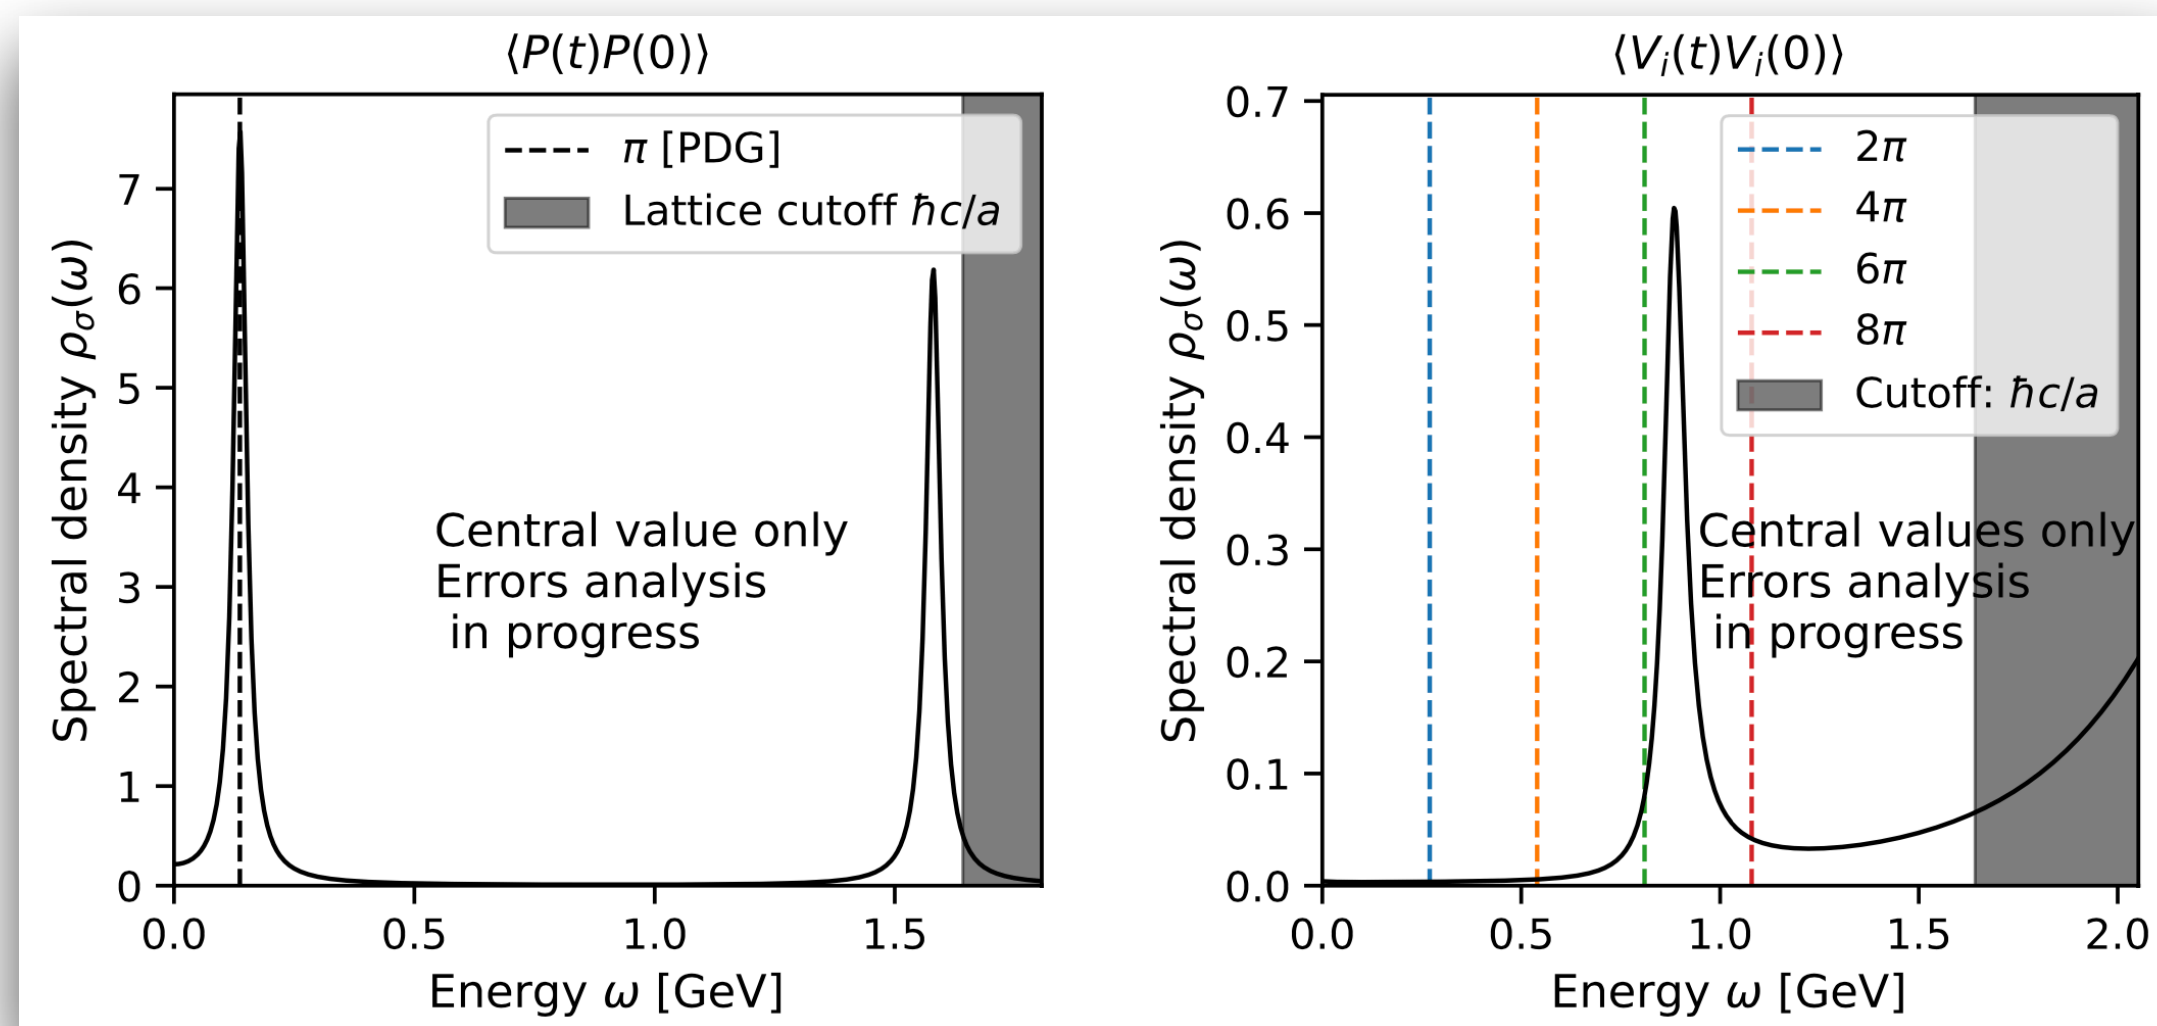 ⟨P(t)P(0)⟩
Spectral density ρσ(ω)
7
6
5
4
3
2
1
0
π [PDG]
Lattice cutoff ħc/a
Central value only
Errors analysis
in progress
0.0 0.5 1.0 1.5
Energy ω [GeV]
⟨Vi(t)Vi(0)⟩
Spectral density ρσ(ω)
0.7
0.6
0.5
0.4
0.3
0.2
0.1
0.0
2π
4π
6π
8π
Cutoff: ħc/a
Central values only
Errors analysis
in progress
0.0 0.5 1.0 1.5 2.0
Energy ω [GeV]